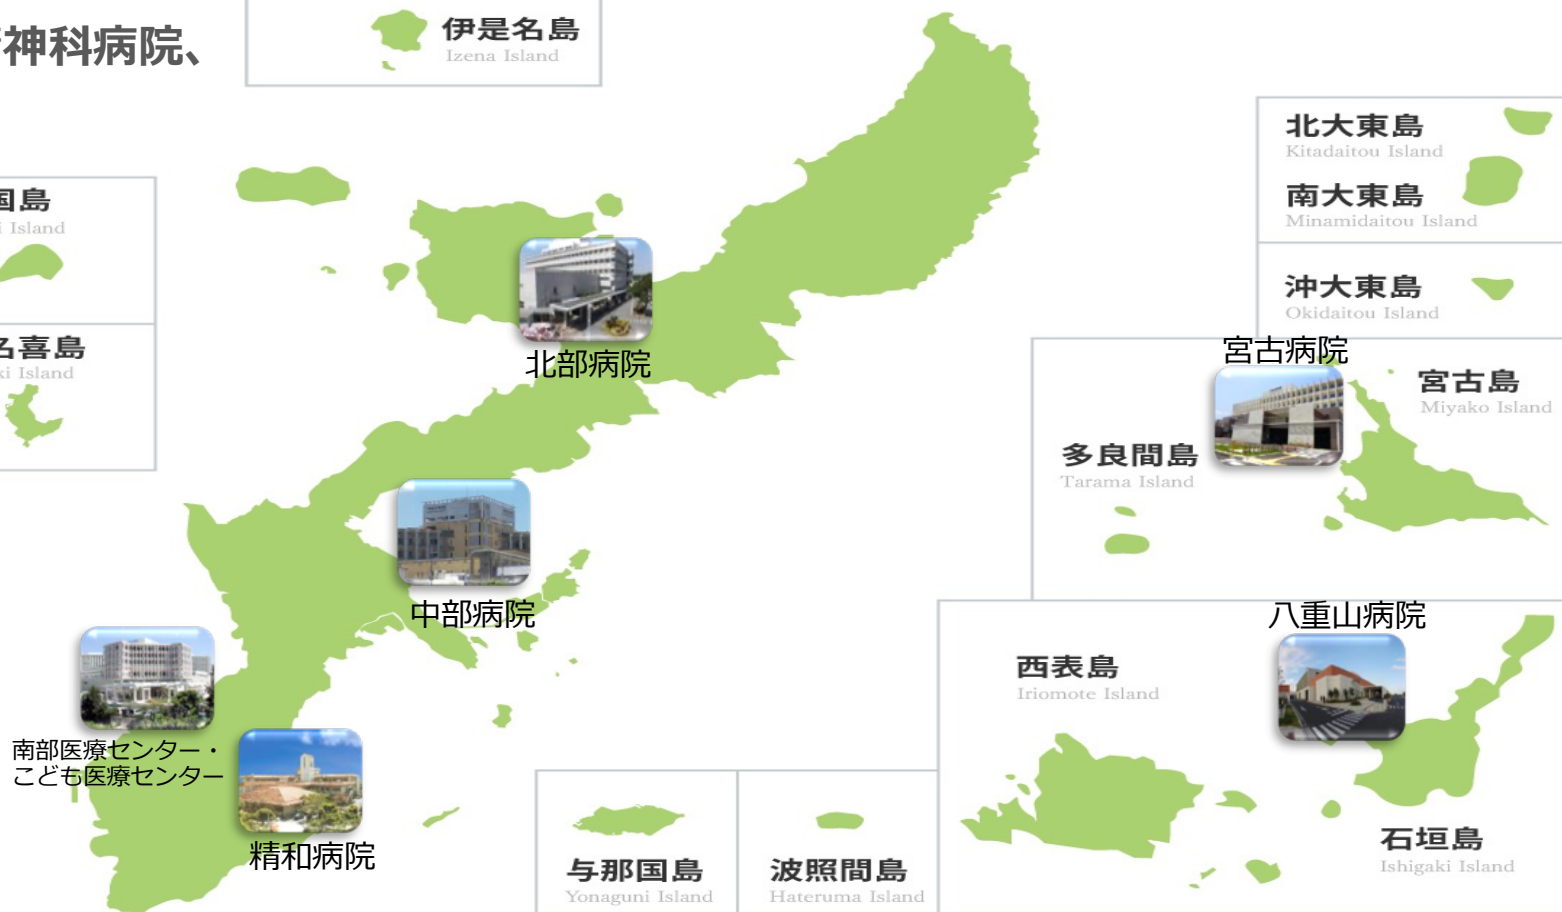 神科病院、
伊是名島
Izena Island
国島
i Island
名喜島
ki Island
北大東島
Kitadaitou Island
南大東島
Minamidaitou Island
沖大東島
Okidaitou Island
北部病院
宮古病院
宮古島
Miyako Island
多良間島
Tarama Island
中部病院
八重山病院
西表島
Iriomote Island
南部医療センター・
こども医療センター
精和病院
与那国島
Yonaguni Island
波照間島
Hateruma Island
石垣島
Ishigaki Island